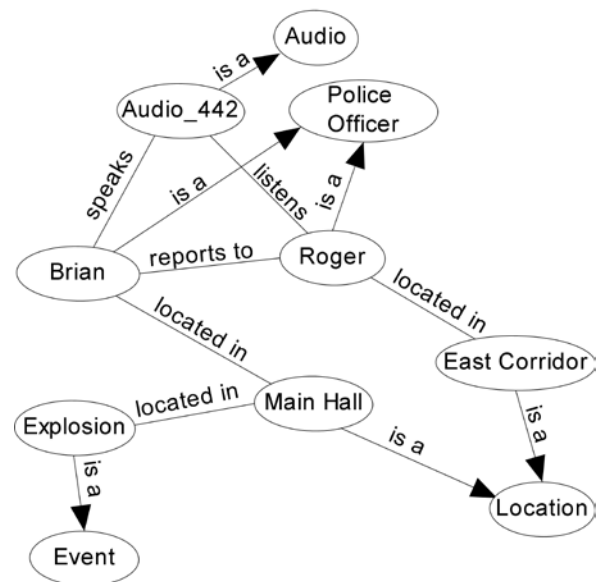 Audio
is a
Audio_442
Police
Officer
speaks
is a
listens
is a
Brian
reports to
Roger
located in
located in
East Corridor
located in
Main Hall
Explosion
is a
is a
is a
Location
Event